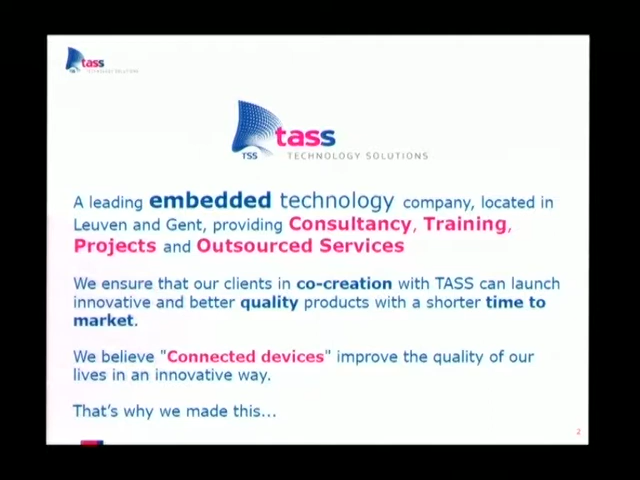 tass
TECHNOLOGY SOLUTIONS
tass
TSS TECHNOLOGY SOLUTIONS
A leading embedded technology company, located in
Leuven and Gent, providing Consultancy, Training,
Projects and Outsourced Services
We ensure that our clients in co-creation with TASS can launch
innovative and better quality products with a shorter time to
market.
We believe "Connected devices" improve the quality of our
lives in an innovative way.
That's why we made this...
2